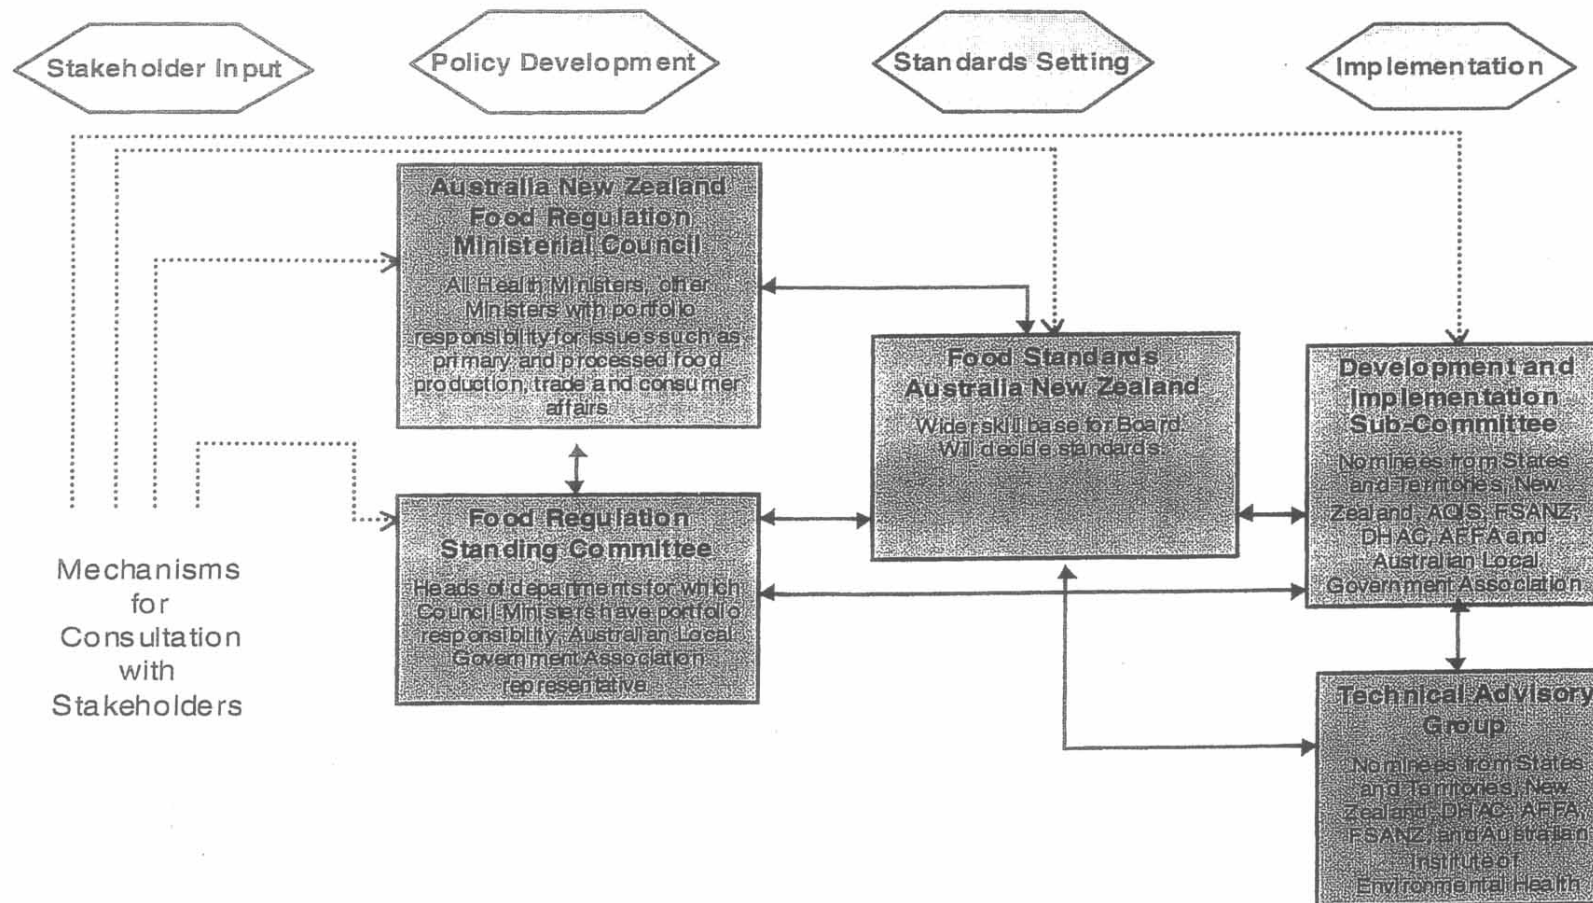 Stakeholder Input
Policy Development
Standards Setting
Implementation
Australia New Zealand
Food Regulation
Ministerial Council
All Health Ministers, other
Ministers with portfolio
responsibility for issues such as
primary and processed food
production, trade and consumer
affairs
Food Standards
Australia New Zealand
Wider skill base for Board.
Will decide standards.
Development and
Implementation
Sub-Committee
Nominees from States
and Territories, New
Zealand, AQIS, FSANZ,
DHAC, AFFA and
Australian Local
Government Association
Food Regulation
Standing Committee
Heads of departments for which
Council Ministers have portfolio
responsibility, Australian Local
Government Association
representative
Mechanisms
for
Consultation
with
Stakeholders
Technical Advisory
Group
Nominees from States
and Territories, New
Zealand, DHAC, AFFA,
FSANZ, and Australian
Institute of
Environmental Health